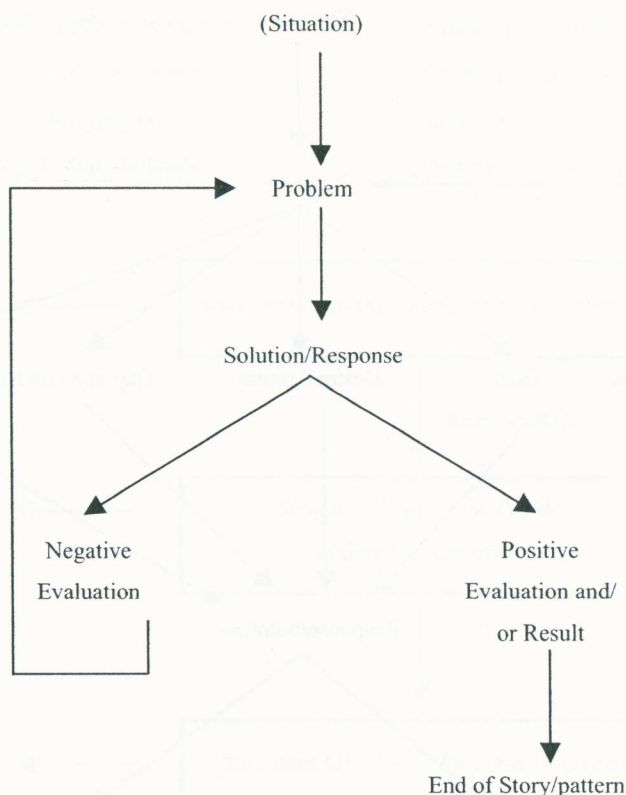 (Situation)
Problem
Solution/Response
Negative
Evaluation
Positive
Evaluation and/
or Result
End of Story/pattern